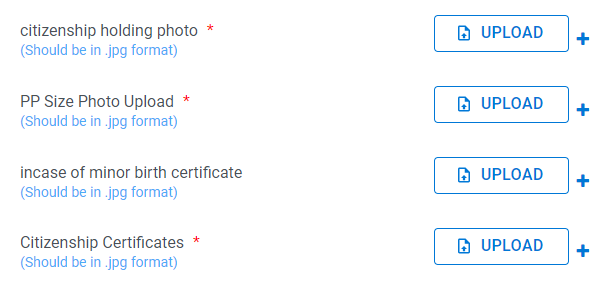 citizenship holding photo * UPLOAD +
(Should be in .jpg format)
PP Size Photo Upload * UPLOAD +
(Should be in .jpg format)
incase of minor birth certificate UPLOAD +
(Should be in .jpg format)
Citizenship Certificates * UPLOAD +
(Should be in .jpg format)